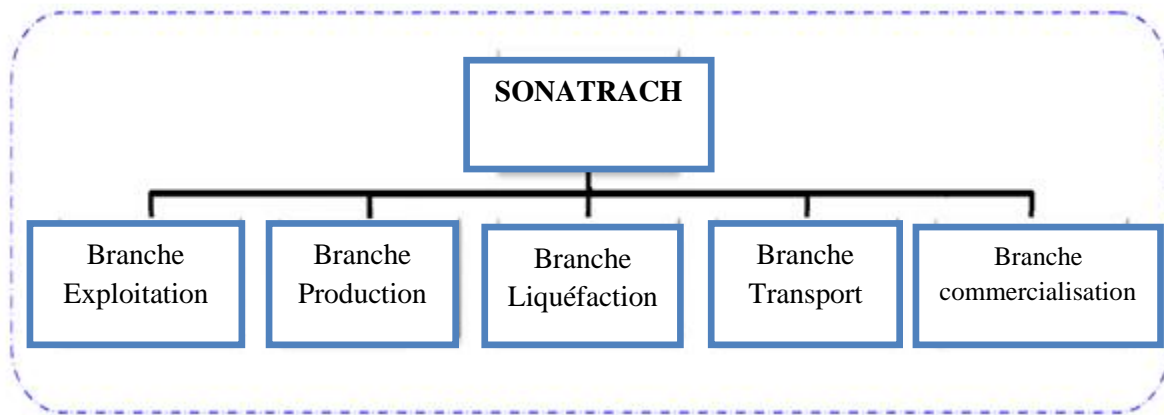 SONATRACH
Branche
Exploitation
Branche
Production
Branche
Liquéfaction
Branche
Transport
Branche
commercialisation